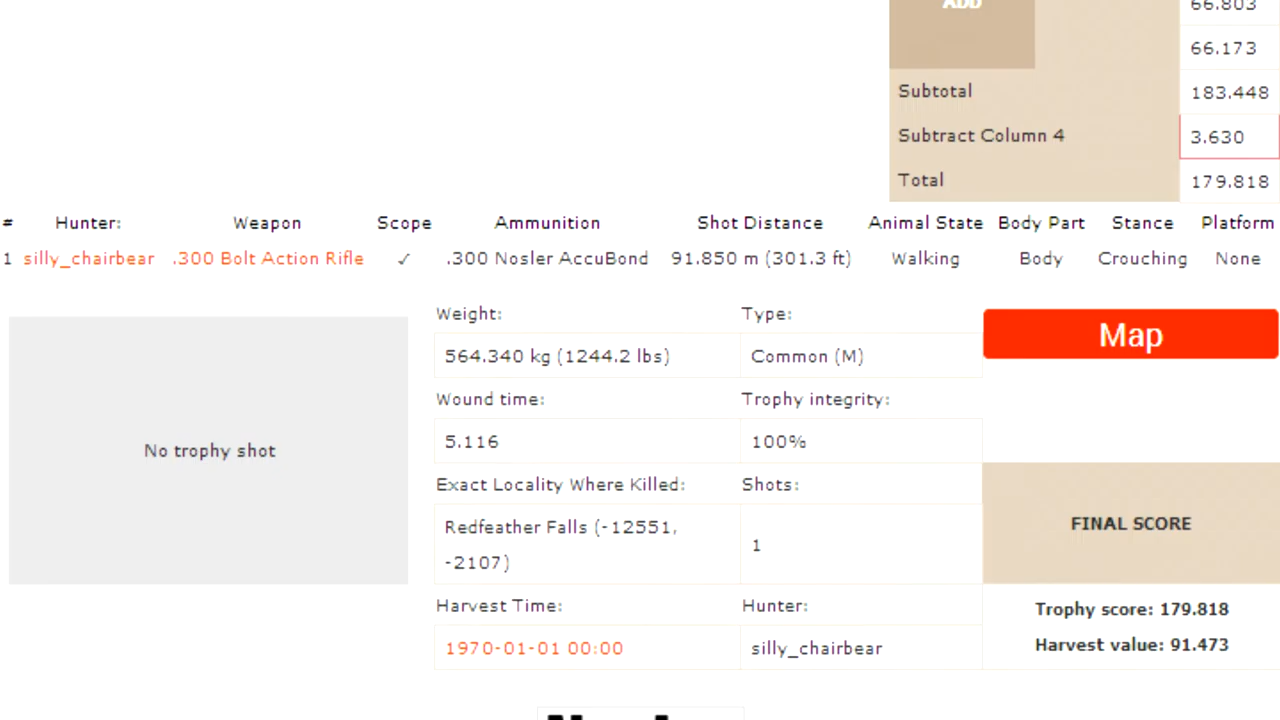 ADD
66.803
66.173
Subtotal 183.448
Subtract Column 4 3.630
Total 179.818
# Hunter: Weapon Scope Ammunition Shot Distance Animal State Body Part Stance Platform
1 silly_chairbear .300 Bolt Action Rifle ✓ .300 Nosler AccuBond 91.850 m (301.3 ft) Walking Body Crouching None
Weight: Type:
Map
564.340 kg (1244.2 lbs) Common (M)
Wound time: Trophy integrity:
5.116 100%
No trophy shot
Exact Locality Where Killed: Shots:
Redfeather Falls (-12551,
-2107)
1
FINAL SCORE
Harvest Time: Hunter:
1970-01-01 00:00 silly_chairbear
Trophy score: 179.818
Harvest value: 91.473